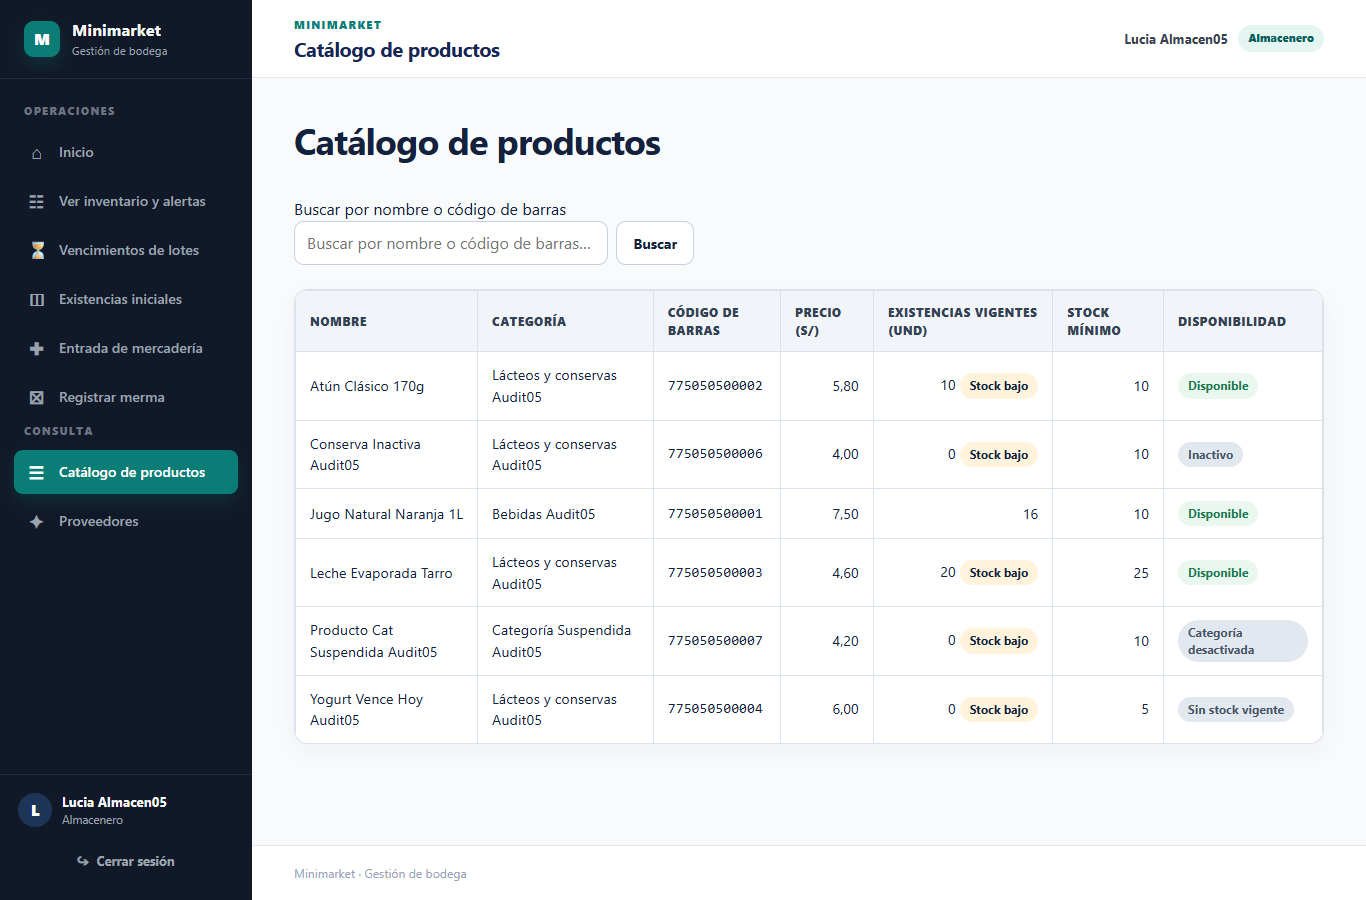 M
Minimarket
Gestión de bodega
OPERACIONES
Inicio
Ver inventario y alertas
Vencimientos de lotes
Existencias iniciales
Entrada de mercadería
Registrar merma
CONSULTA
Catálogo de productos
Proveedores
L
Lucia Almacen05
Almacenero
Cerrar sesión
MINIMARKET
Catálogo de productos
Lucia Almacen05 Almacenero
Catálogo de productos
Buscar por nombre o código de barras
Buscar por nombre o código de barras... Buscar
NOMBRE CATEGORÍA CÓDIGO DE BARRAS PRECIO (S/) EXISTENCIAS VIGENTES (UND) STOCK MÍNIMO DISPONIBILIDAD
Atún Clásico 170g Lácteos y conservas Audit05 775050500002 5,80 10 Stock bajo 10 Disponible
Conserva Inactiva Audit05 Lácteos y conservas Audit05 775050500006 4,00 0 Stock bajo 10 Inactivo
Jugo Natural Naranja 1L Bebidas Audit05 775050500001 7,50 16 10 Disponible
Leche Evaporada Tarro Lácteos y conservas Audit05 775050500003 4,60 20 Stock bajo 25 Disponible
Producto Cat Suspendida Audit05 Categoría Suspendida Audit05 775050500007 4,20 0 Stock bajo 10 Categoría desactivada
Yogurt Vence Hoy Audit05 Lácteos y conservas Audit05 775050500004 6,00 0 Stock bajo 5 Sin stock vigente
Minimarket · Gestión de bodega